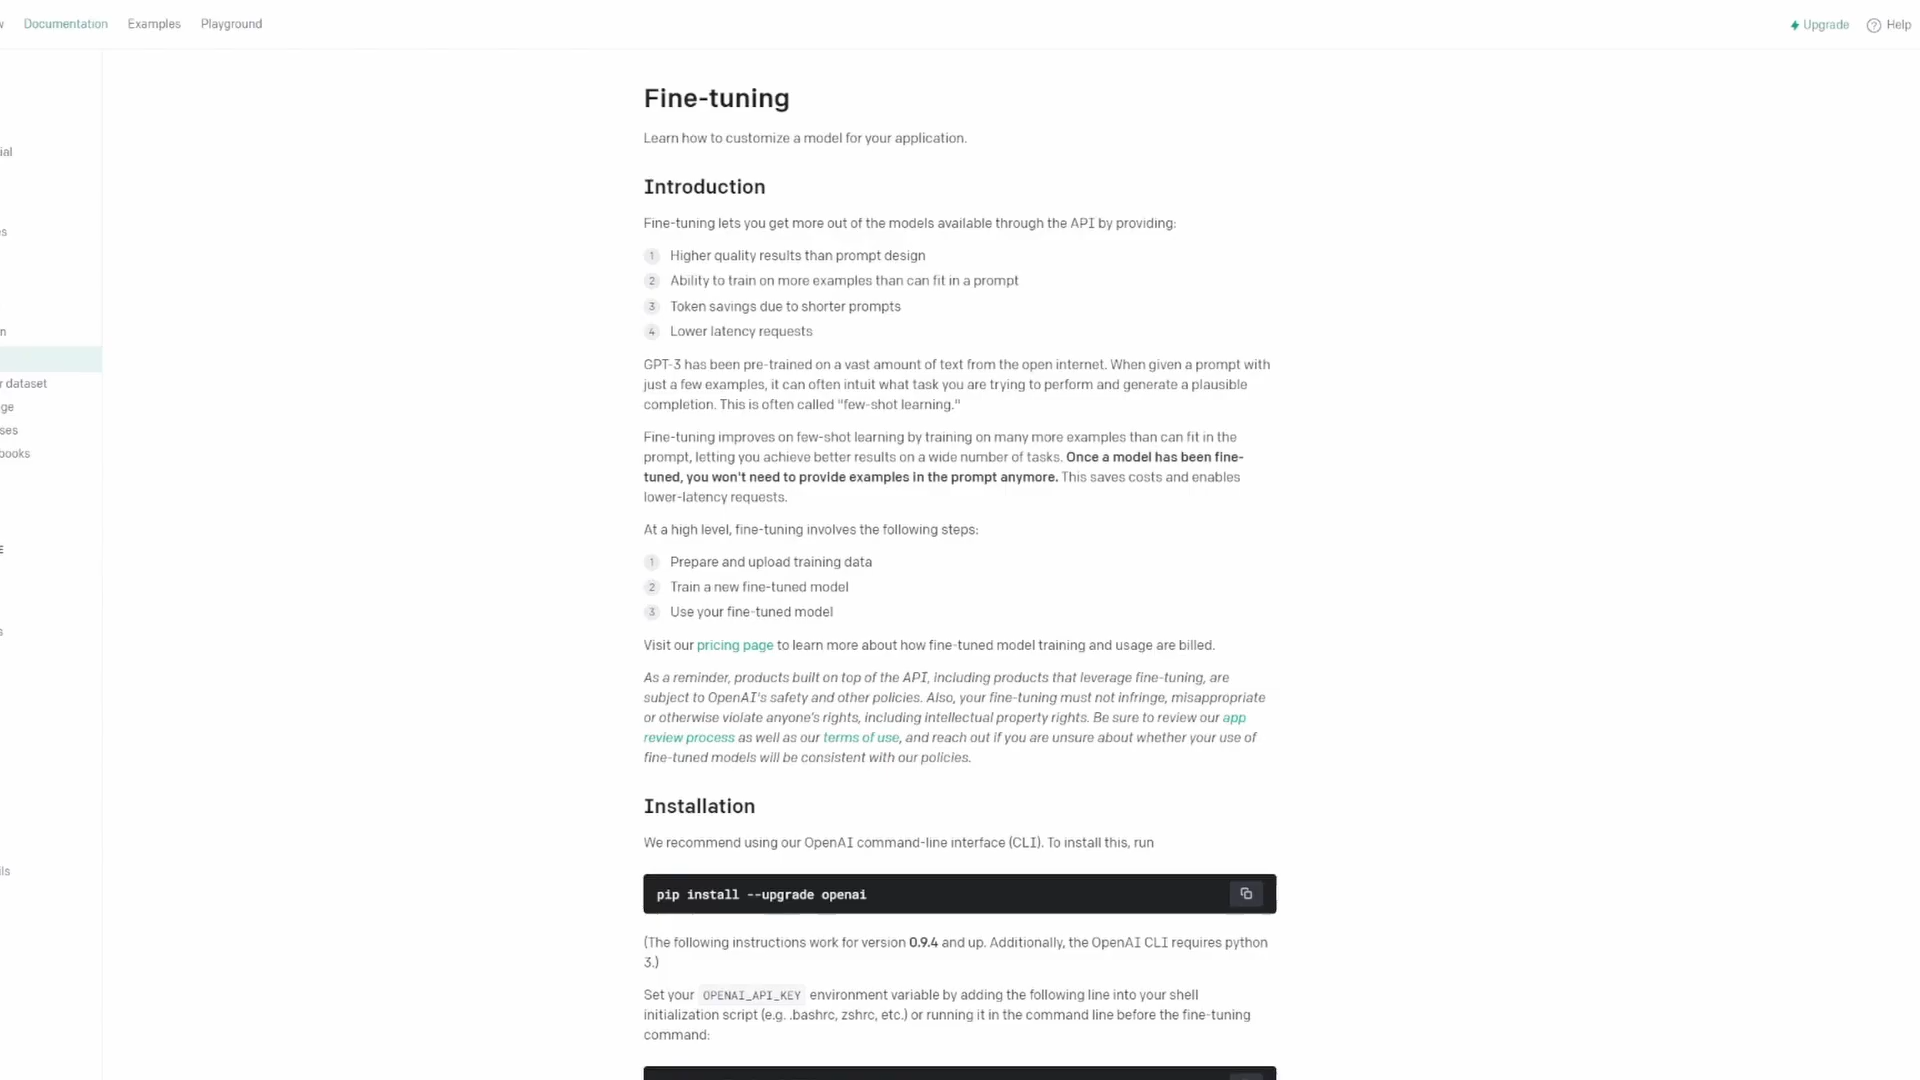 Documentation Examples Playground
Upgrade Help
Fine-tuning
Learn how to customize a model for your application.
Introduction
Fine-tuning lets you get more out of the models available through the API by providing:
1 Higher quality results than prompt design
2 Ability to train on more examples than can fit in a prompt
3 Token savings due to shorter prompts
4 Lower latency requests
GPT-3 has been pre-trained on a vast amount of text from the open internet. When given a prompt with
just a few examples, it can often intuit what task you are trying to perform and generate a plausible
completion. This is often called "few-shot learning."
Fine-tuning improves on few-shot learning by training on many more examples than can fit in the
prompt, letting you achieve better results on a wide number of tasks. Once a model has been fine-
tuned, you won't need to provide examples in the prompt anymore. This saves costs and enables
lower-latency requests.
At a high level, fine-tuning involves the following steps:
1 Prepare and upload training data
2 Train a new fine-tuned model
3 Use your fine-tuned model
Visit our pricing page to learn more about how fine-tuned model training and usage are billed.
As a reminder, products built on top of the API, including products that leverage fine-tuning, are
subject to OpenAI's safety and other policies. Also, your fine-tuning must not infringe, misappropriate
or otherwise violate anyone's rights, including intellectual property rights. Be sure to review our app
review process as well as our terms of use, and reach out if you are unsure about whether your use of
fine-tuned models will be consistent with our policies.
Installation
We recommend using our OpenAI command-line interface (CLI). To install this, run
pip install --upgrade openai
(The following instructions work for version 0.9.4 and up. Additionally, the OpenAI CLI requires python
3.)
Set your OPENAI_API_KEY environment variable by adding the following line into your shell
initialization script (e.g. .bashrc, zshrc, etc.) or running it in the command line before the fine-tuning
command:
ial
es
n
r dataset
ge
ses
books
E
s
ils